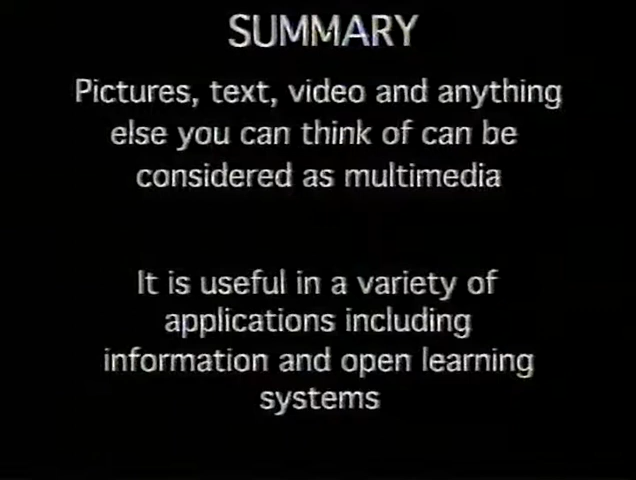 SUMMARY
Pictures, text, video and anything
else you can think of can be
considered as multimedia
It is useful in a variety of
applications including
information and open learning
systems